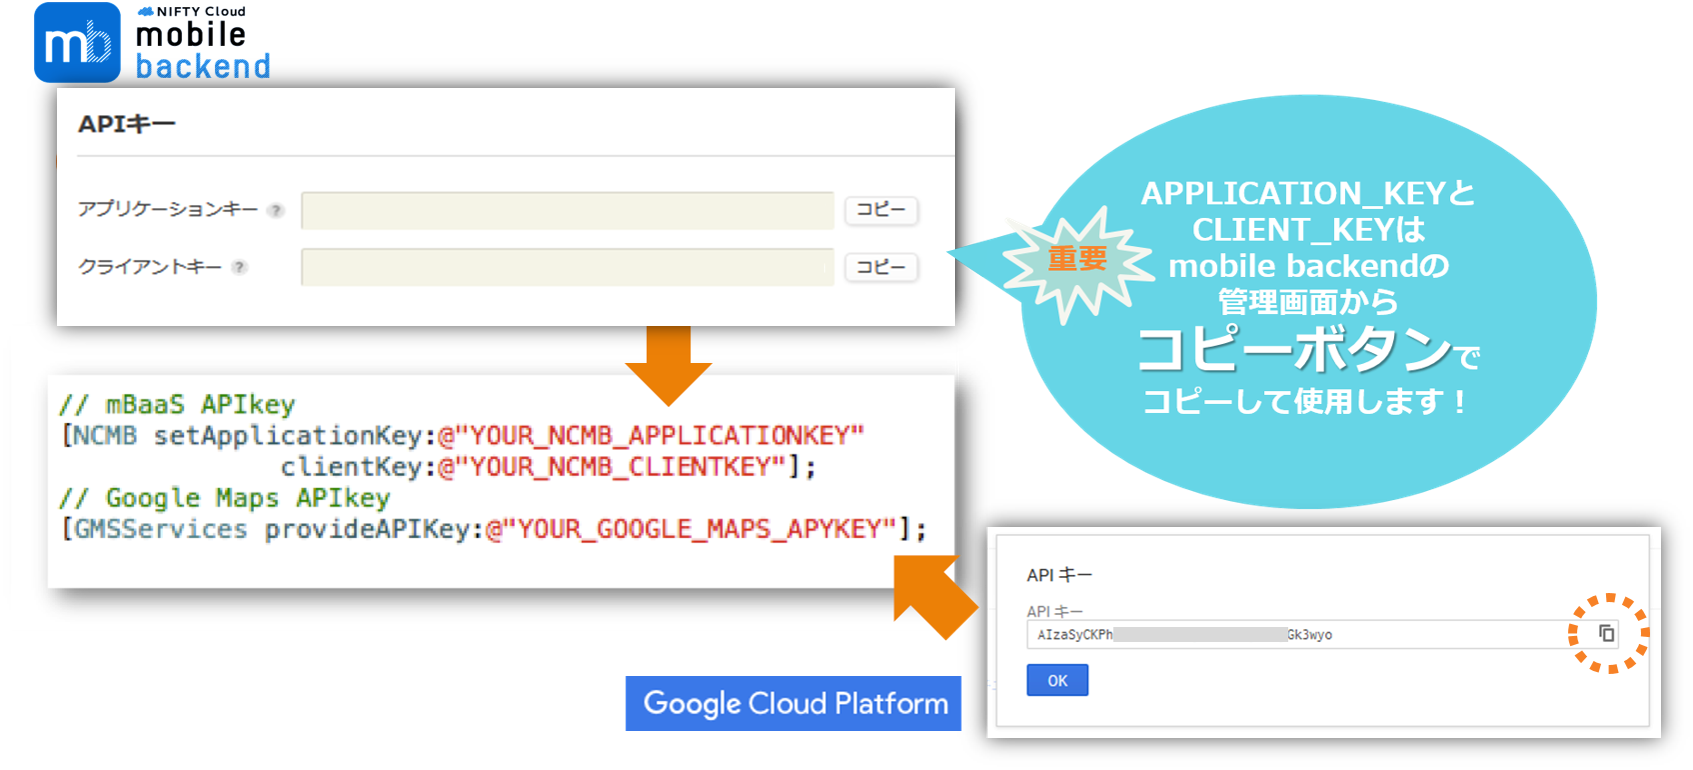 mb
NIFTY Cloud
mobile
backend
APIキー
アプリケーションキー ?
コピー
クライアントキー ?
コピー
APPLICATION_KEYと
CLIENT_KEYは
mobile backendの
管理画面から
コピーボタンで
コピーして使用します！
重要
// mBaaS APIkey
[NCMB setApplicationKey:@"YOUR_NCMB_APPLICATIONKEY"
clientKey:@"YOUR_NCMB_CLIENTKEY"];
// Google Maps APIkey
[GMSServices provideAPIKey:@"YOUR_GOOGLE_MAPS_APYKEY"];
API キー
API キー
AIzaSyCKPh
Gk3wyo
OK
Google Cloud Platform